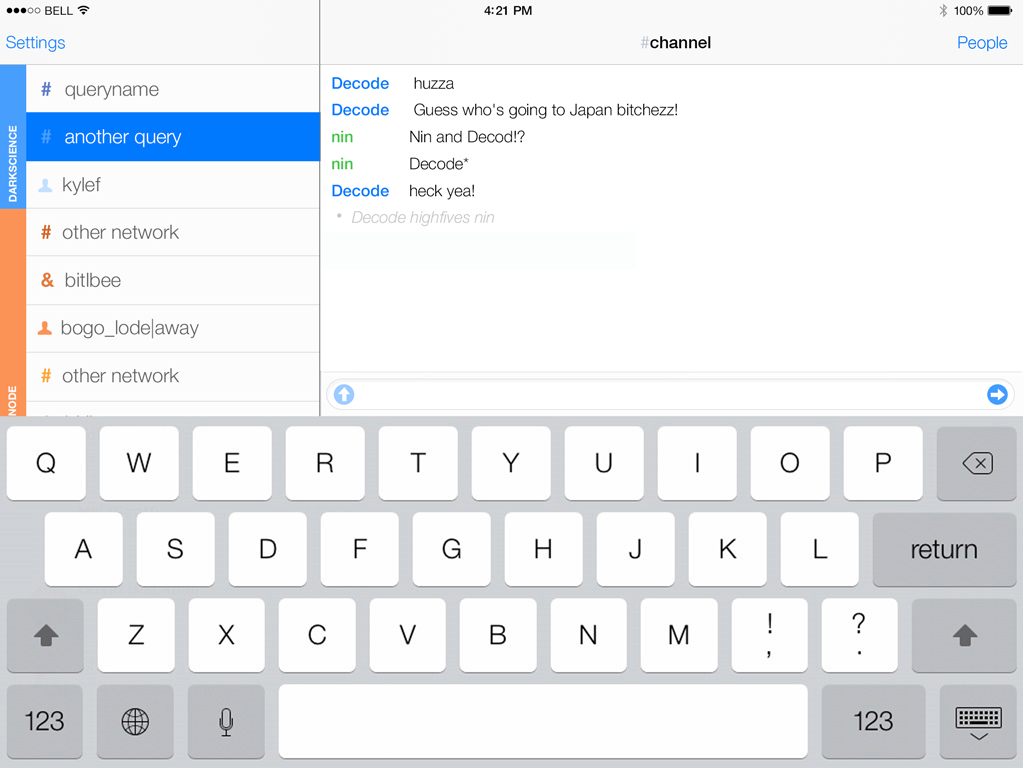 BELL
4:21 PM
100%
Settings
#channel
People
DARKSCIENCE
# queryname
# another query
kylef
# other network
& bitlbee
bogo_lode|away
# other network
NODE
Decode huzza
Decode Guess who's going to Japan bitchezz!
nin Nin and Decod!?
nin Decode*
Decode heck yea!
• Decode highfives nin
Q W E R T Y U I O P
A S D F G H J K L return
Z X C V B N M ! , ? .
123 123